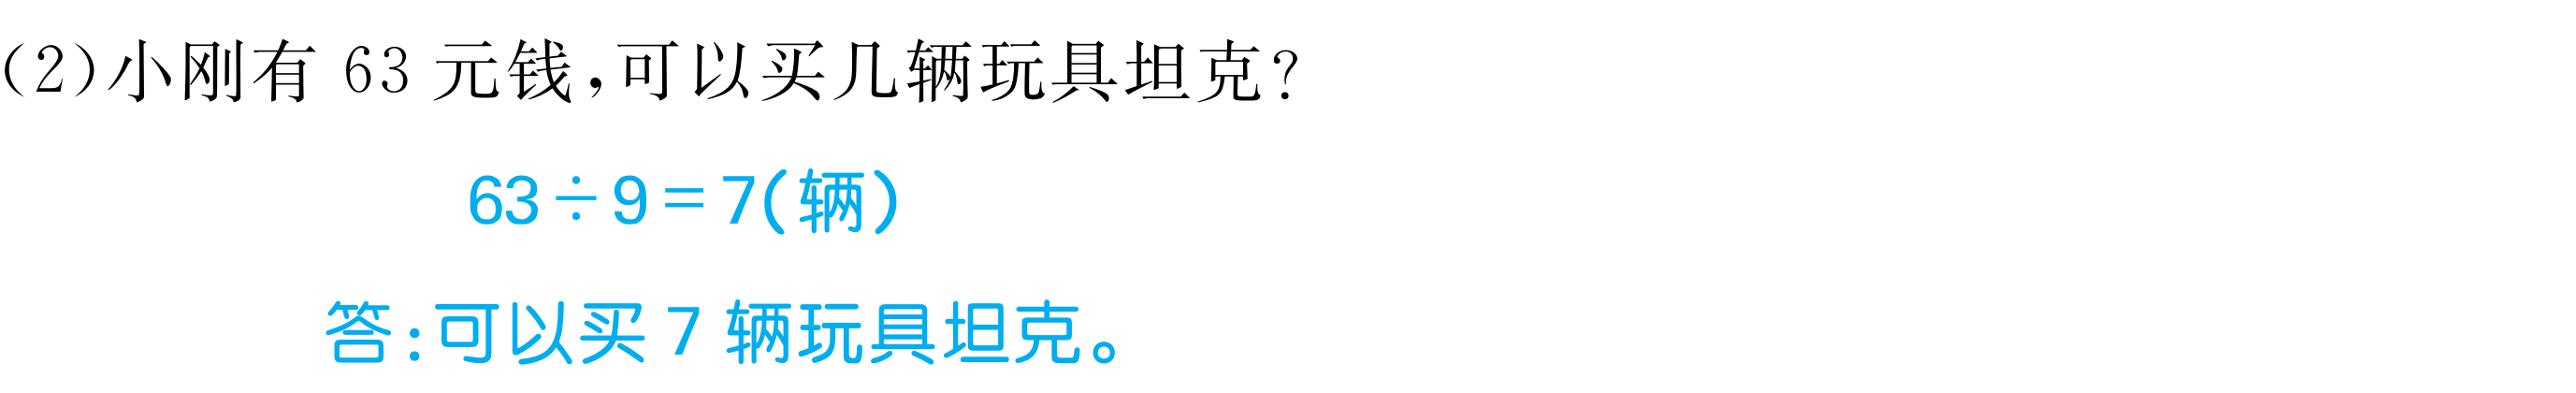 (2)小刚有 63 元钱,可以买几辆玩具坦克?
63÷9=7(辆)
答:可以买 7 辆玩具坦克。